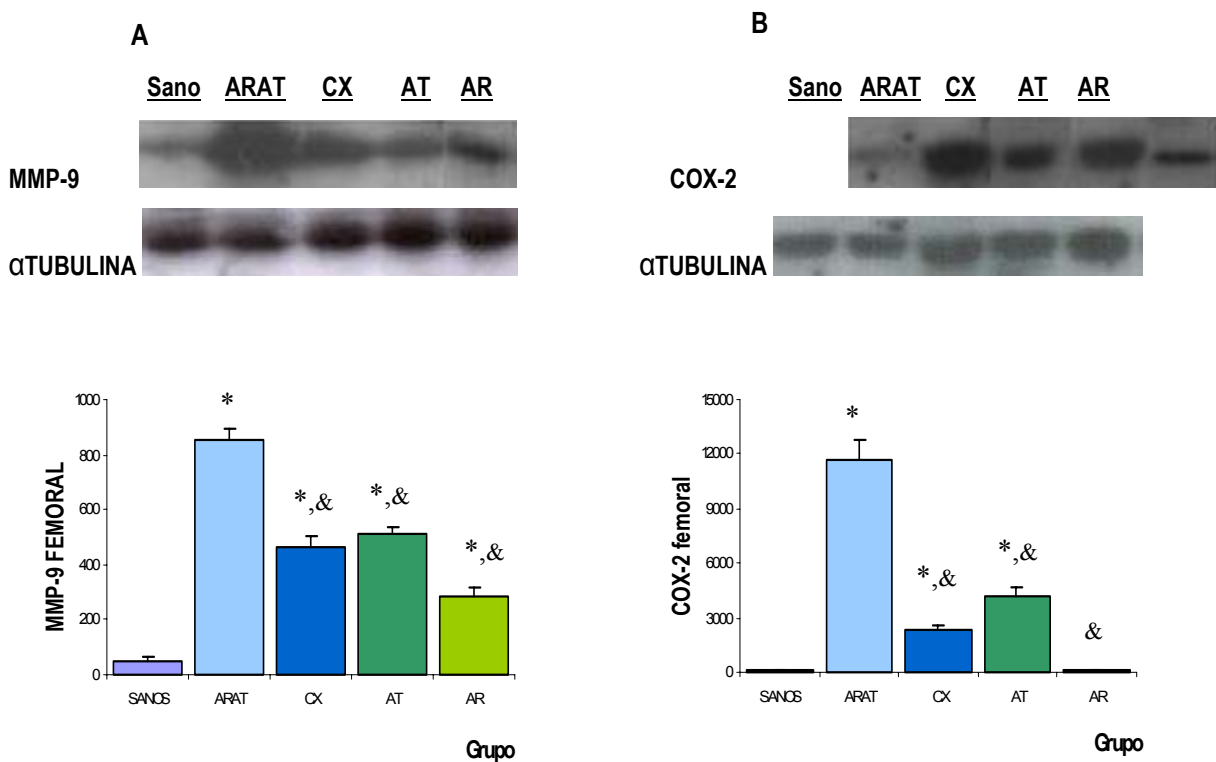 A
Sano ARAT CX AT AR
MMP-9
αTUBULINA
1000
800
600
400
200
0
MMP-9 FEMORAL
*
*,&
*,&
*,&
SANOS ARAT CX AT AR
Grupo
B
Sano ARAT CX AT AR
COX-2
αTUBULINA
15000
12000
9000
6000
3000
0
COX-2 femoral
*
*,&
*,&
&
SANOS ARAT CX AT AR
Grupo